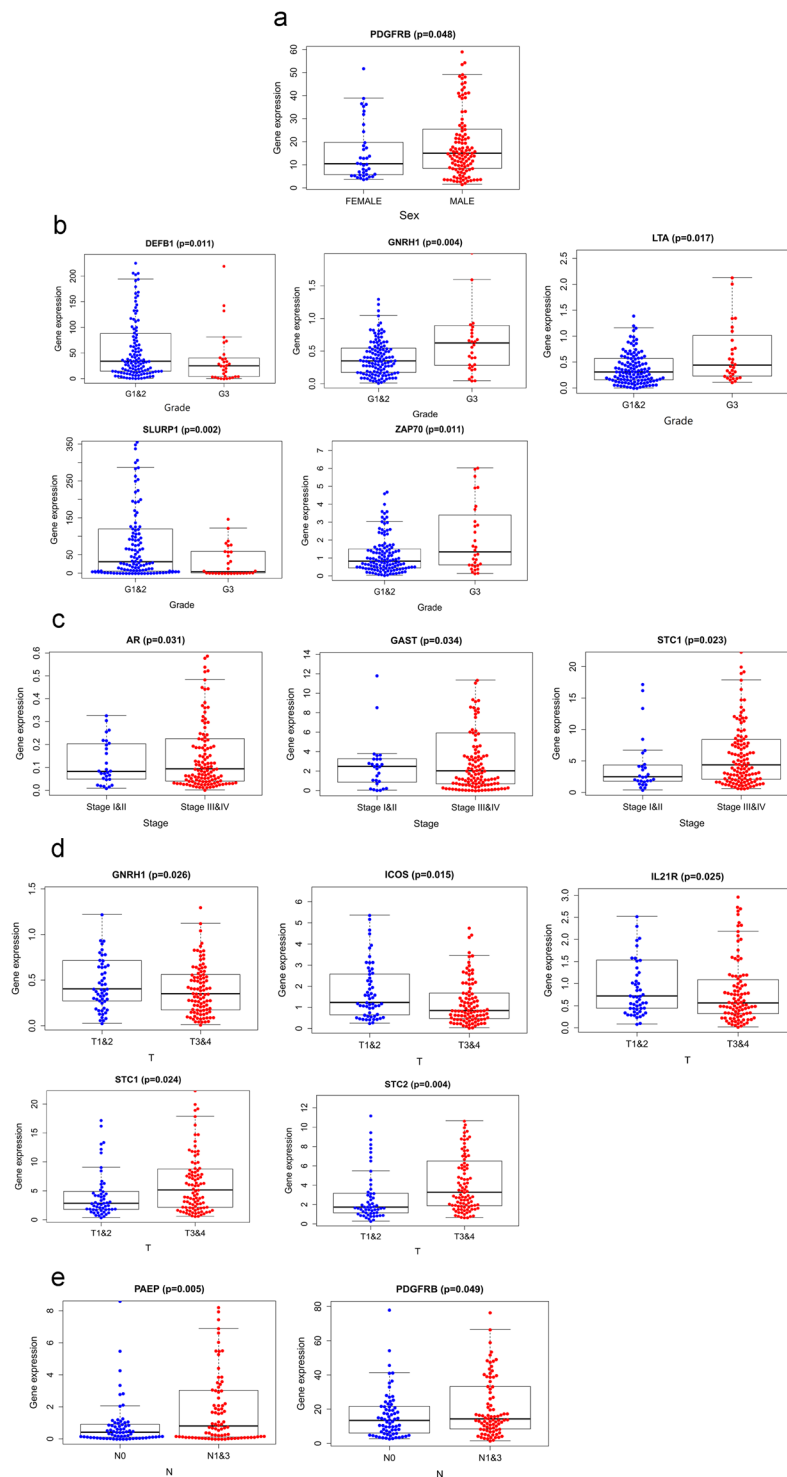 a
PDGFRB (p=0.048)
Gene expression
0 10 20 30 40 50 60
FEMALE MALE
Sex
b
DEFB1 (p=0.011)
Gene expression
0 50 100 150 200
G1&2 G3
Grade
GNRH1 (p=0.004)
Gene expression
0.0 0.5 1.0 1.5
G1&2 G3
Grade
LTA (p=0.017)
Gene expression
0.0 0.5 1.0 1.5 2.0 2.5
G1&2 G3
Grade
SLURP1 (p=0.002)
Gene expression
0 50 150 250 350
G1&2 G3
Grade
ZAP70 (p=0.011)
Gene expression
0 1 2 3 4 5 6 7
G1&2 G3
Grade
c
AR (p=0.031)
Gene expression
0.0 0.1 0.2 0.3 0.4 0.5 0.6
Stage I&II Stage III&IV
Stage
GAST (p=0.034)
Gene expression
0 2 4 6 8 10 12 14
Stage I&II Stage III&IV
Stage
STC1 (p=0.023)
Gene expression
0 5 10 15 20
Stage I&II Stage III&IV
Stage
d
GNRH1 (p=0.026)
Gene expression
0.0 0.5 1.0 1.5
T1&2 T3&4
T
ICOS (p=0.015)
Gene expression
0 1 2 3 4 5 6
T1&2 T3&4
T
IL21R (p=0.025)
Gene expression
0.0 0.5 1.0 1.5 2.0 2.5 3.0
T1&2 T3&4
T
STC1 (p=0.024)
Gene expression
0 5 10 15 20
T1&2 T3&4
T
STC2 (p=0.004)
Gene expression
0 2 4 6 8 10 12
T1&2 T3&4
T
e
PAEP (p=0.005)
Gene expression
0 2 4 6 8
N0 N1&3
N
PDGFRB (p=0.049)
Gene expression
0 20 40 60 80
N0 N1&3
N